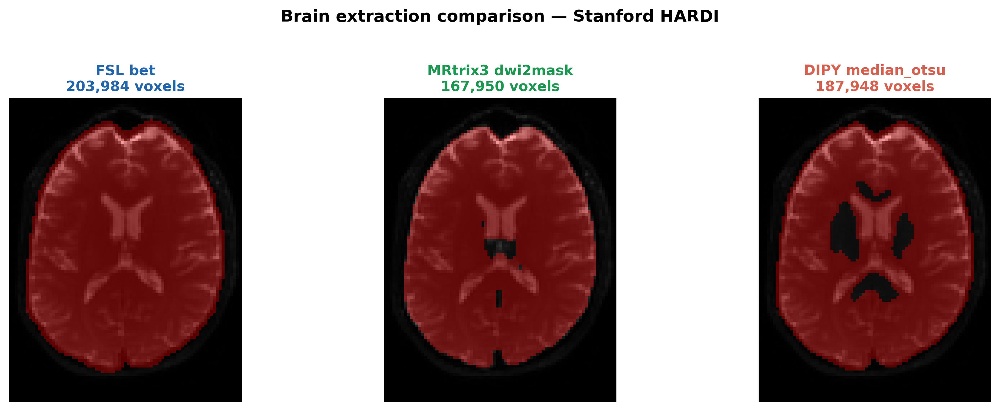 Brain extraction comparison — Stanford HARDI
FSL bet
203,984 voxels
MRtrix3 dwi2mask
167,950 voxels
DIPY median_otsu
187,948 voxels